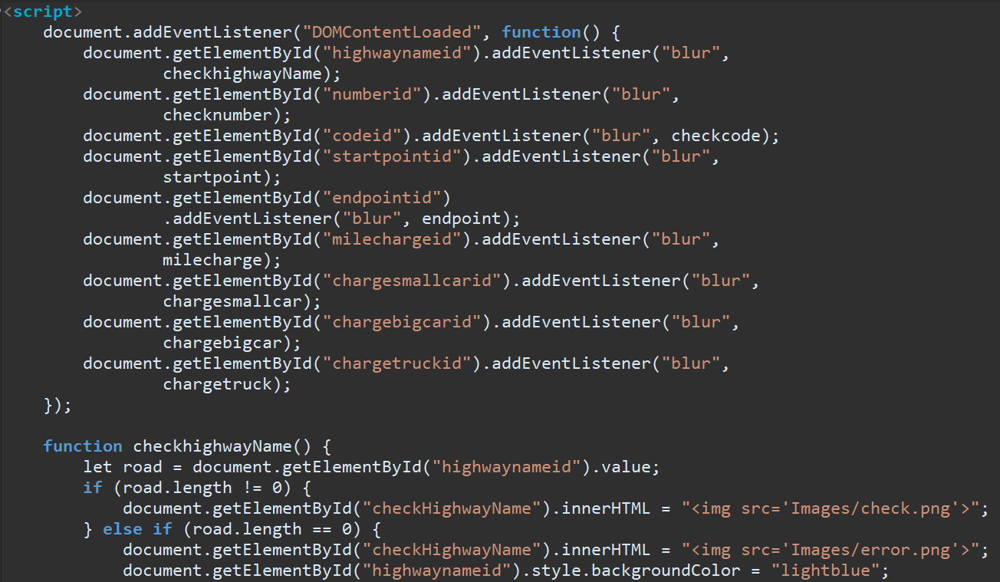 <script>
document.addEventListener("DOMContentLoaded", function() {
document.getElementById("highwaynameid").addEventListener("blur",
checkhighwayName);
document.getElementById("numberid").addEventListener("blur",
checknumber);
document.getElementById("codeid").addEventListener("blur", checkcode);
document.getElementById("startpointid").addEventListener("blur",
startpoint);
document.getElementById("endpointid")
.addEventListener("blur", endpoint);
document.getElementById("milechargeid").addEventListener("blur",
milecharge);
document.getElementById("chargesmallcarid").addEventListener("blur",
chargesmallcar);
document.getElementById("chargebigcarid").addEventListener("blur",
chargebigcar);
document.getElementById("chargetruckid").addEventListener("blur",
chargetruck);
});
function checkhighwayName() {
let road = document.getElementById("highwaynameid").value;
if (road.length != 0) {
document.getElementById("checkHighwayName").innerHTML = "<img src='Images/check.png'>";
} else if (road.length == 0) {
document.getElementById("checkHighwayName").innerHTML = "<img src='Images/error.png'>";
document.getElementById("highwaynameid").style.backgroundColor = "lightblue";